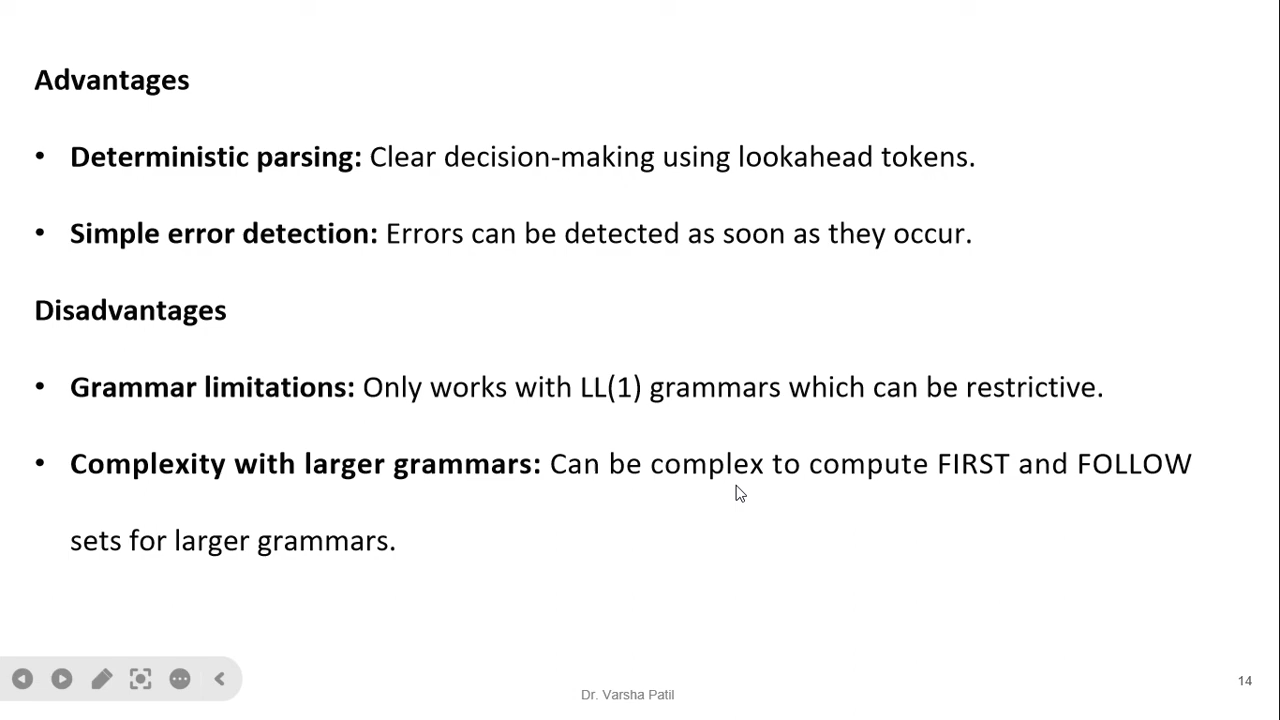 Advantages
• Deterministic parsing: Clear decision-making using lookahead tokens.
• Simple error detection: Errors can be detected as soon as they occur.
Disadvantages
• Grammar limitations: Only works with LL(1) grammars which can be restrictive.
• Complexity with larger grammars: Can be complex to compute FIRST and FOLLOW
sets for larger grammars.
14
Dr. Varsha Patil